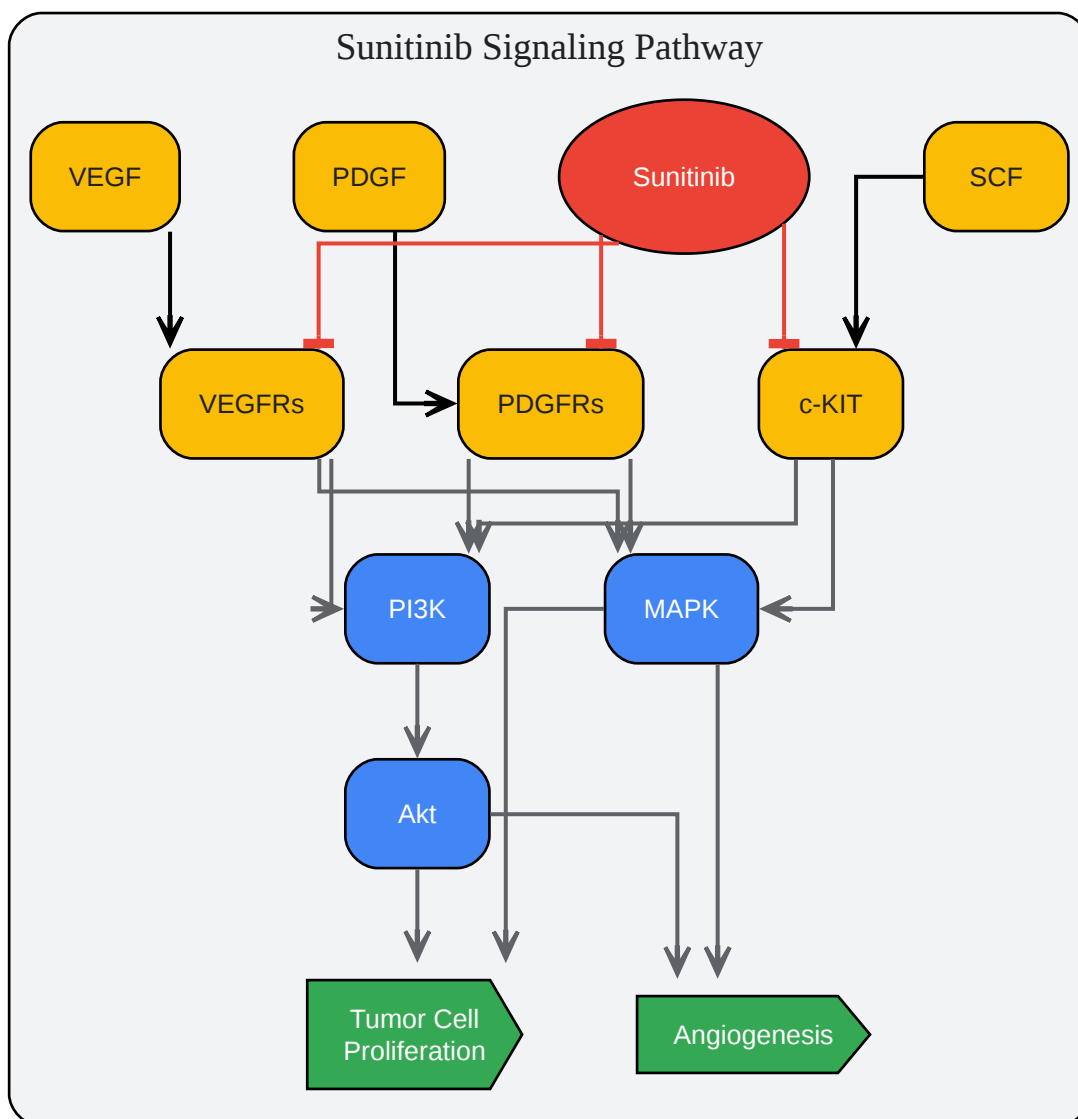 Sunitinib Signaling Pathway
VEGF
PDGF
Sunitinib
SCF
VEGFRs
PDGFRs
c-KIT
PI3K
MAPK
Akt
Tumor Cell
Proliferation
Angiogenesis